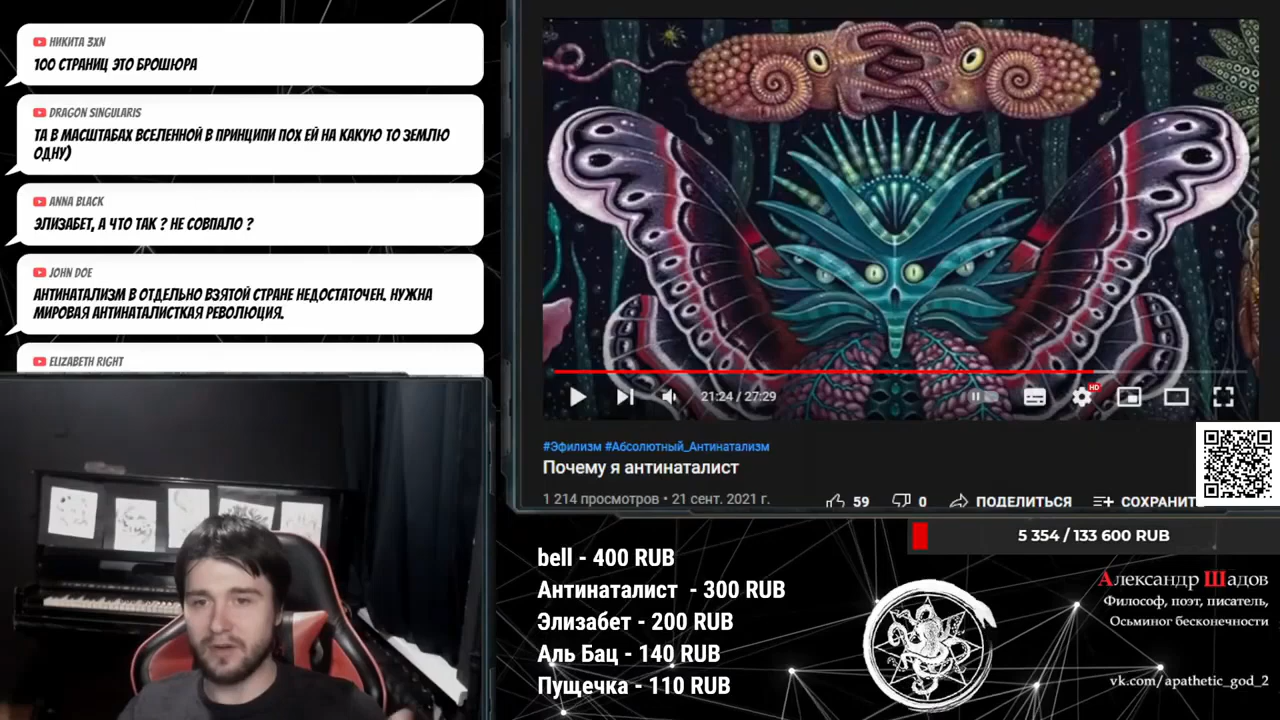 НИКИТА ЗХN
100 СТРАНИЦ ЭТО БРОШЮРА
DRAGON SINGULARIS
ТА В МАСШТАБАХ ВСЕЛЕННОЙ В ПРИНЦИПИ ПОХ ЕЙ НА КАКУЮ ТО ЗЕМЛЮ
ОДНУ)
ANNA BLACK
ЭЛИЗАБЕТ, А ЧТО ТАК ? НЕ СОВПАЛО ?
JOHN DOE
АНТИНАТАЛИЗМ В ОТДЕЛЬНО ВЗЯТОЙ СТРАНЕ НЕДОСТАТОЧЕН. НУЖНА
МИРОВАЯ АНТИНАТАЛИСТКАЯ РЕВОЛЮЦИЯ.
ELIZABETH RIGHT
21:24 / 27:29
HD
#Эфилизм #Абсолютный_Антинатализм
Почему я антинаталист
1 214 просмотров • 21 сент. 2021 г.
59
0
ПОДЕЛИТЬСЯ
СОХРАНИТЬ
5 354 / 133 600 RUB
bell - 400 RUB
Антинаталист - 300 RUB
Элизабет - 200 RUB
Аль Бац - 140 RUB
Пущечка - 110 RUB
Александр Шадов
Философ, поэт, писатель,
Осьминог бесконечности
vk.com/apathetic_god_2